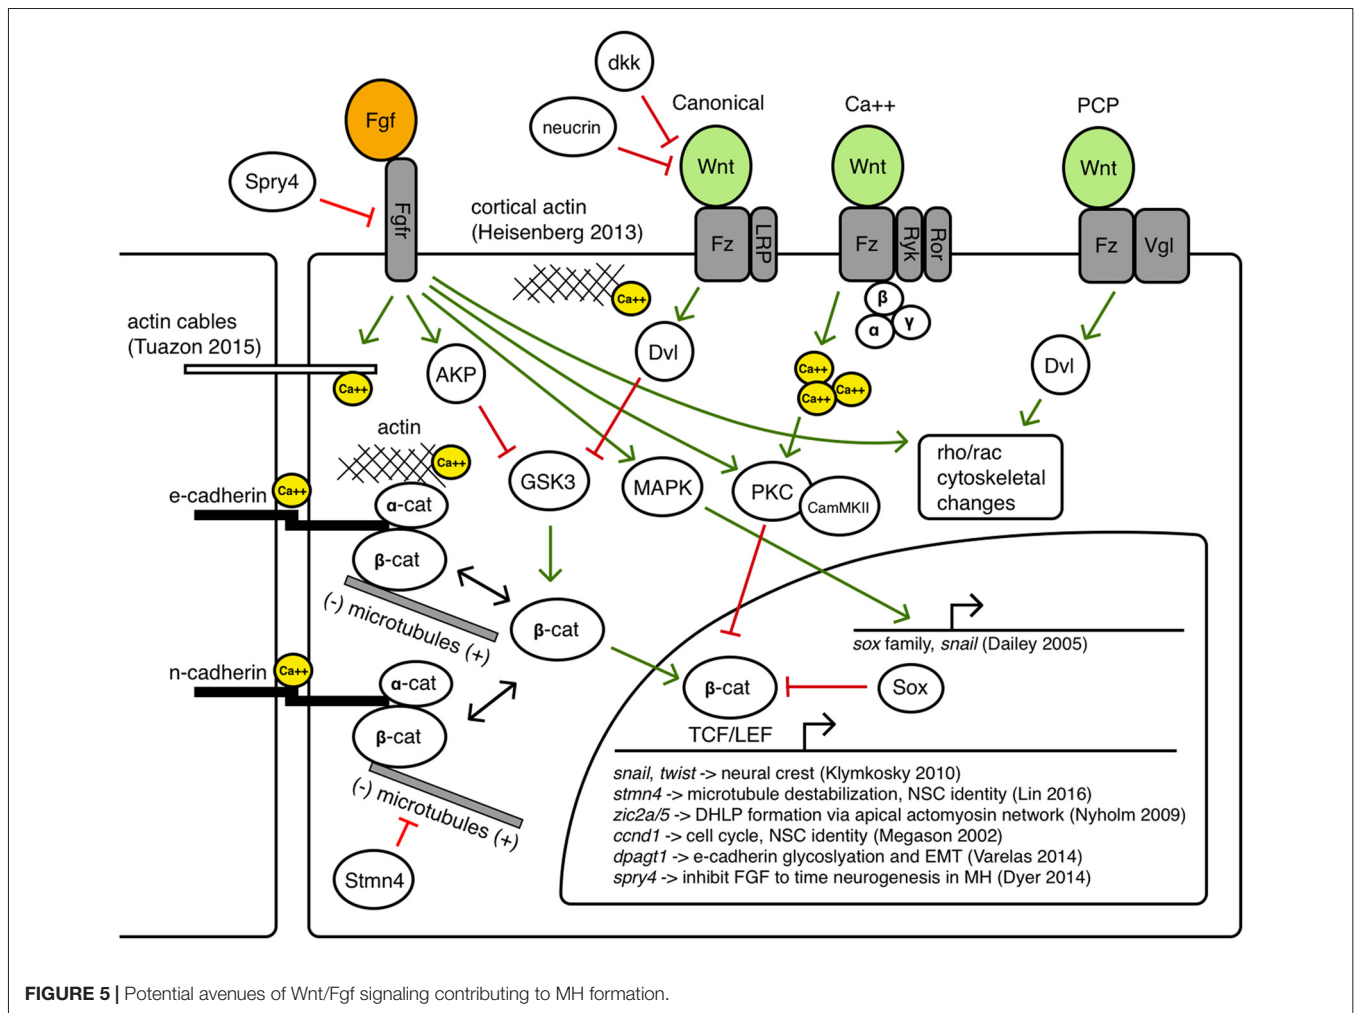 dkk
Canonical
Ca++
PCP
Fgf
neucrin
Wnt
Wnt
Wnt
Spry4
Fgfr
cortical actin
(Heisenberg 2013)
Fz
LRP
Fz
Ryk
Ror
Fz
Vgl
Ca++
β
α
γ
actin cables
(Tuazon 2015)
Ca++
AKP
Dvl
Ca++
Ca++
Ca++
Dvl
actin
Ca++
rho/rac
cytoskeletal
changes
e-cadherin
Ca++
α-cat
GSK3
MAPK
PKC
CamMKII
β-cat
(-) microtubules (+)
β-cat
sox family, snail (Dailey 2005)
n-cadherin
Ca++
α-cat
β-cat
Sox
β-cat
TCF/LEF
(-) microtubules (+)
snail, twist -> neural crest (Klymkosky 2010)
stmn4 -> microtubule destabilization, NSC identity (Lin 2016)
zic2a/5 -> DHLP formation via apical actomyosin network (Nyholm 2009)
ccnd1 -> cell cycle, NSC identity (Megason 2002)
dpagt1 -> e-cadherin glycoslyation and EMT (Varelas 2014)
spry4 -> inhibit FGF to time neurogenesis in MH (Dyer 2014)
Stmn4
FIGURE 5 | Potential avenues of Wnt/Fgf signaling contributing to MH formation.